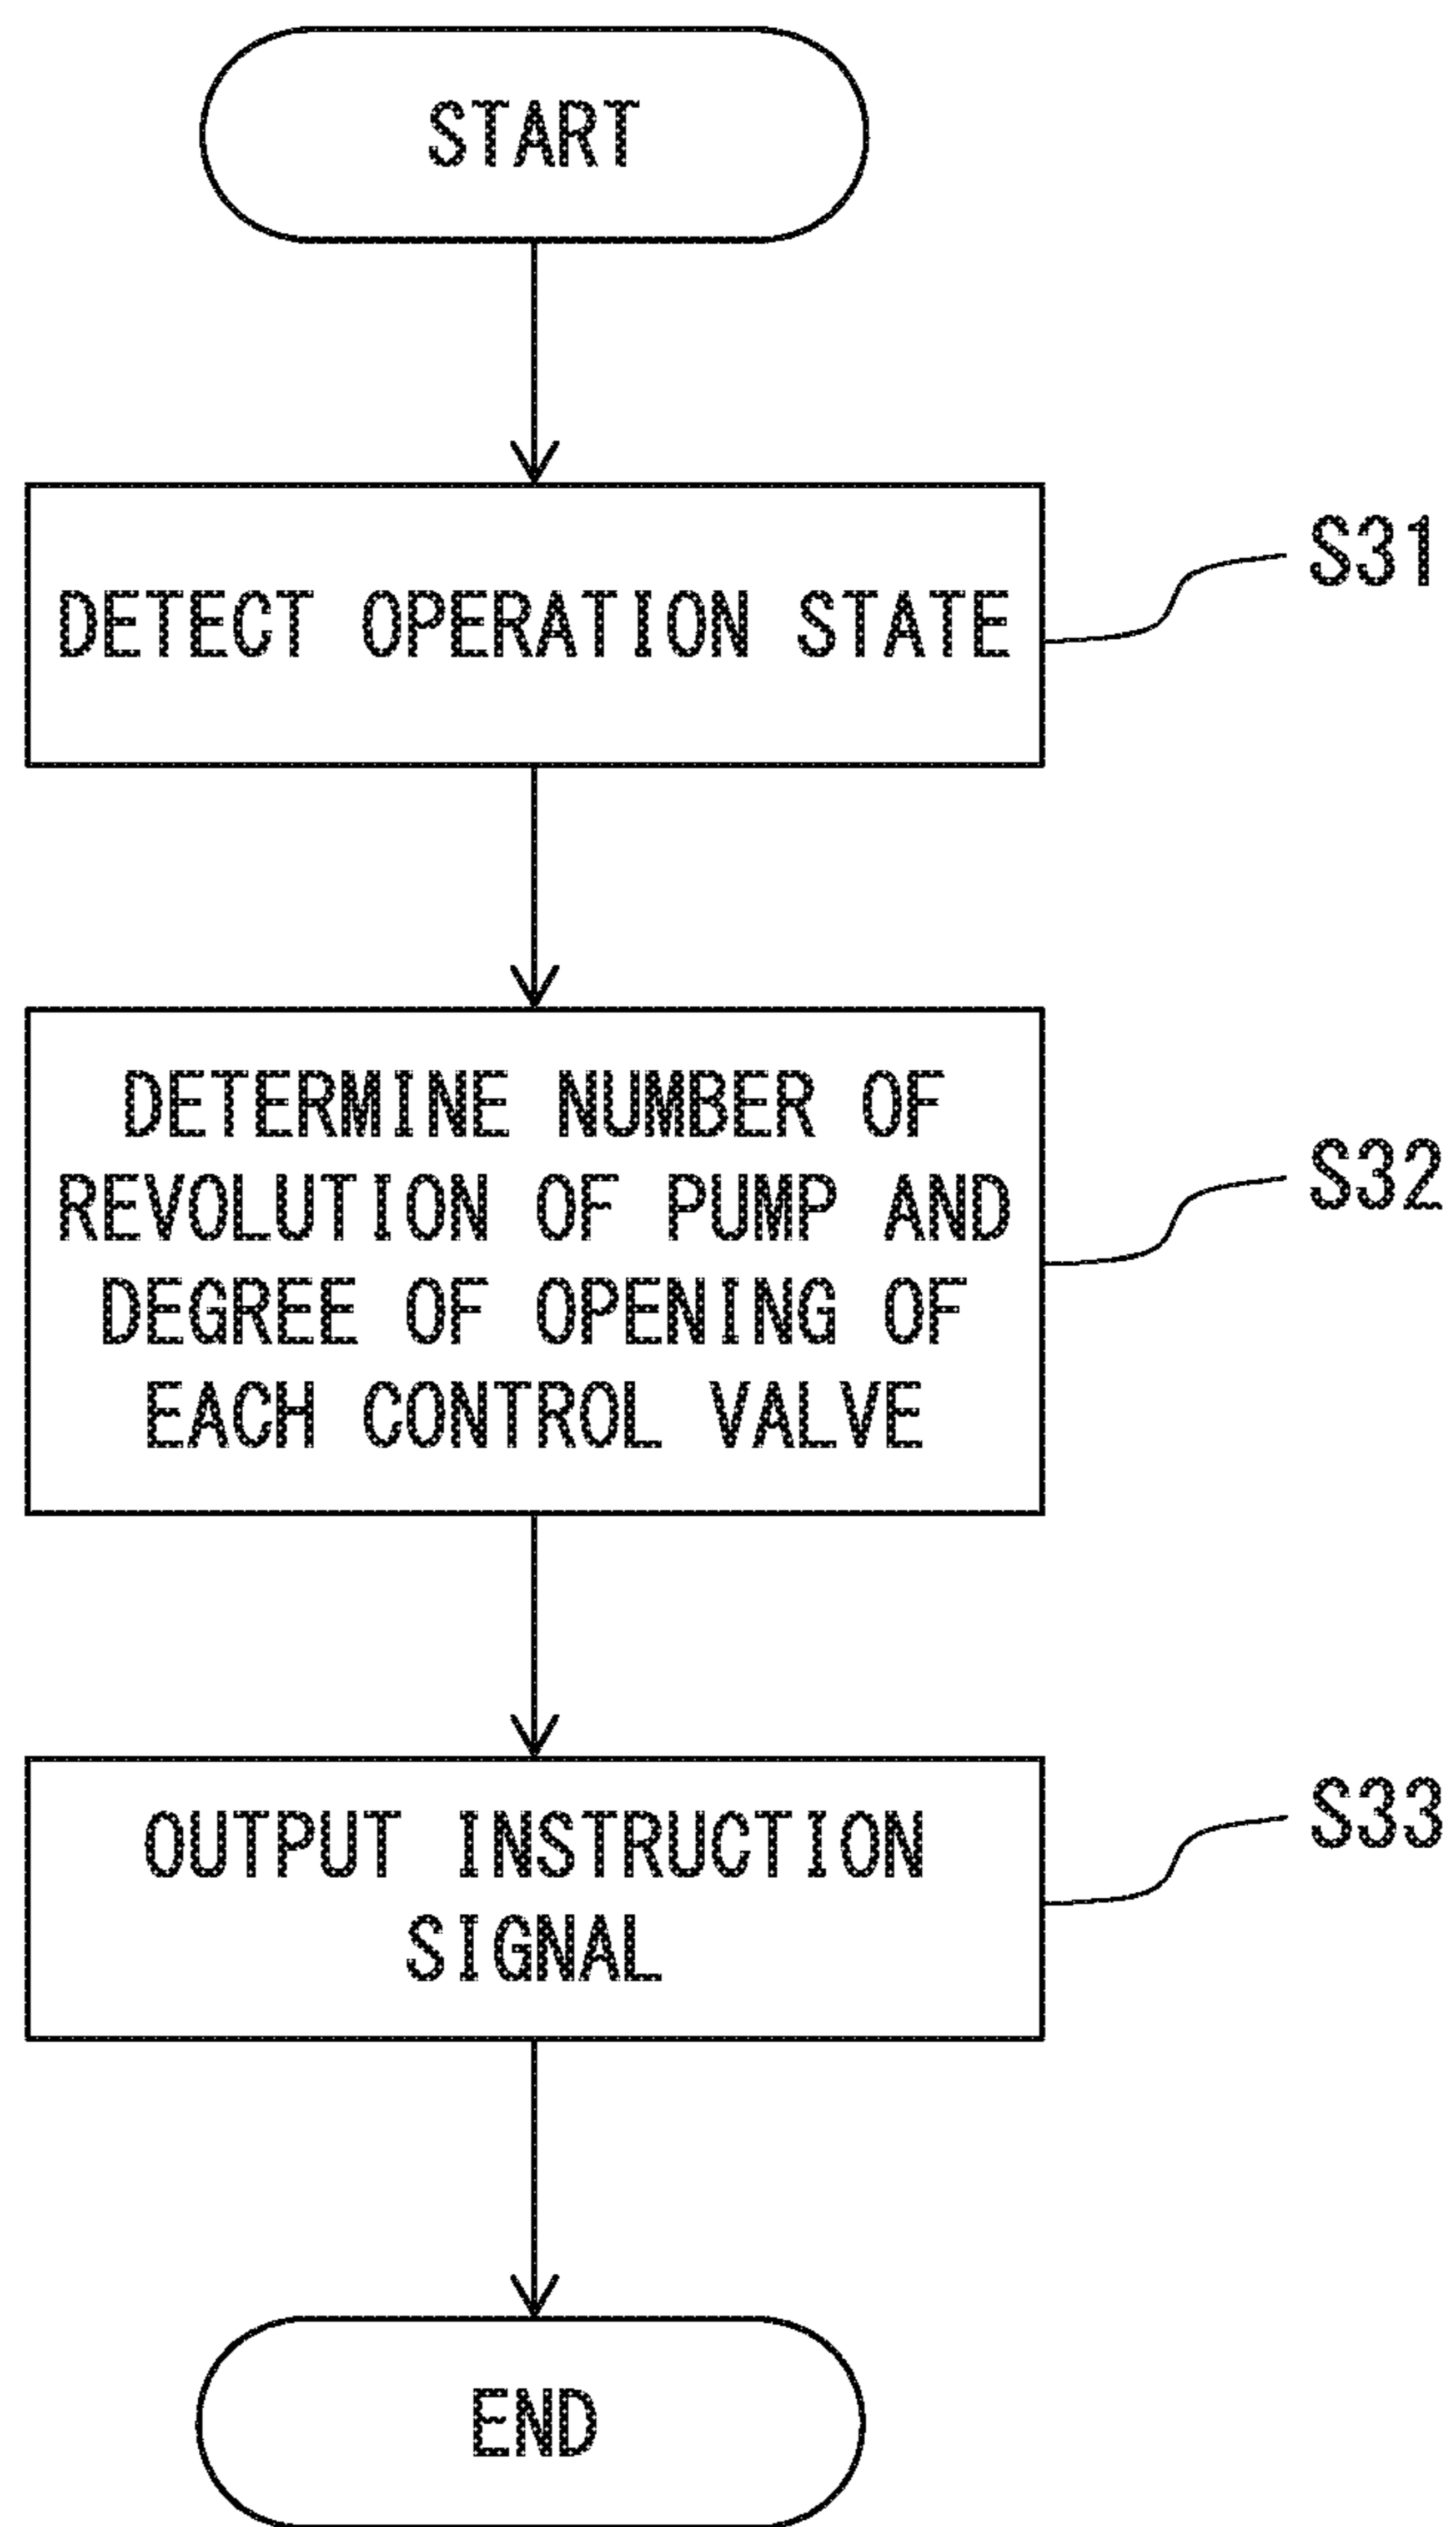 START
DETECT OPERATION STATE
S31
DETERMINE NUMBER OF
REVOLUTION OF PUMP AND
DEGREE OF OPENING OF
EACH CONTROL VALVE
S32
OUTPUT INSTRUCTION
SIGNAL
S33
END